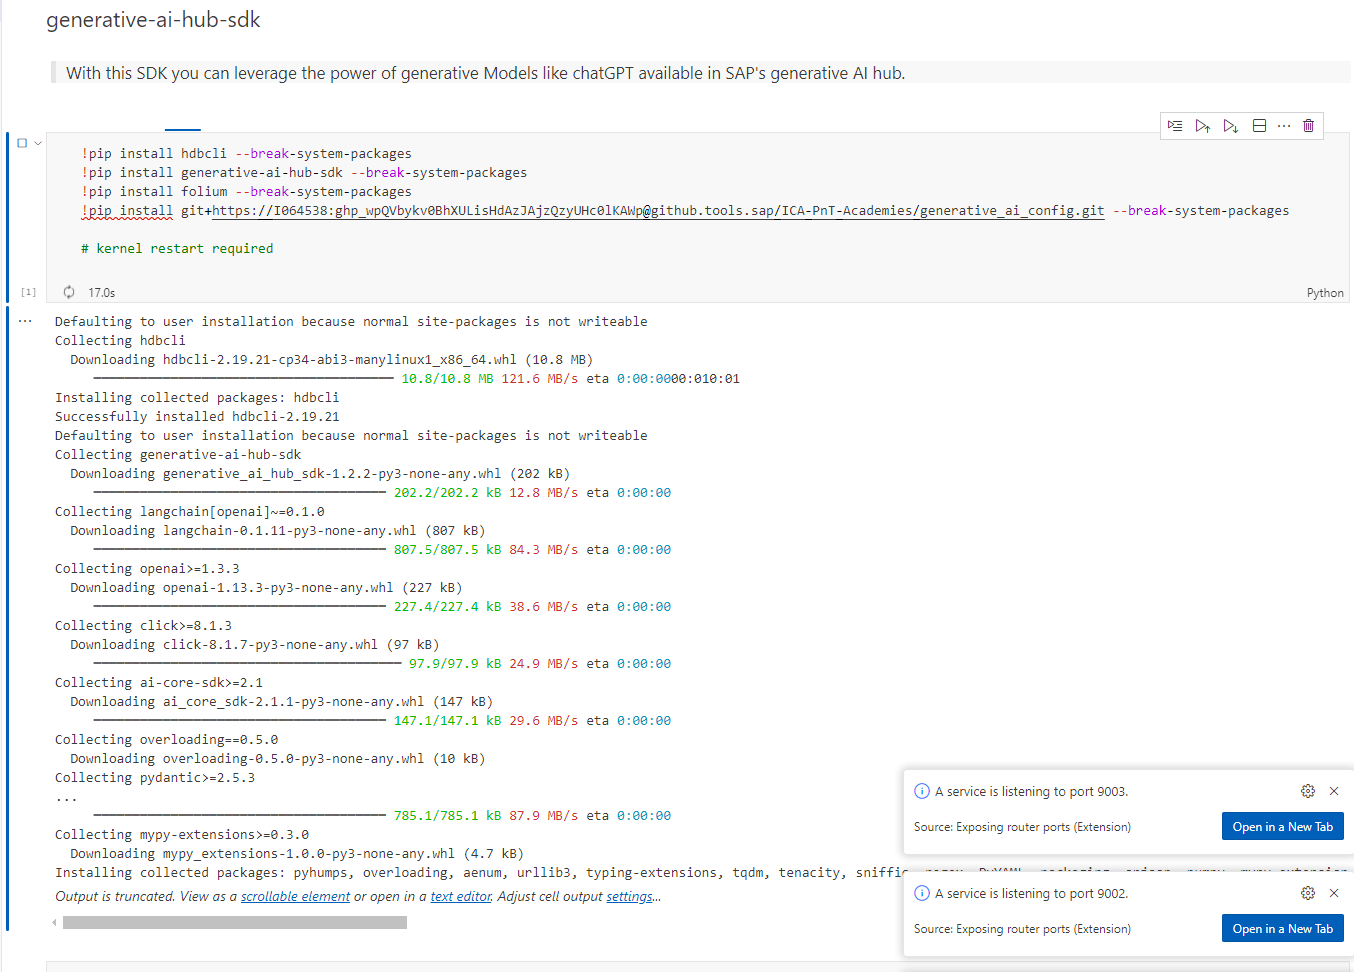 generative-ai-hub-sdk
With this SDK you can leverage the power of generative Models like chatGPT available in SAP's generative AI hub.
!pip install hdbcli --break-system-packages
!pip install generative-ai-hub-sdk --break-system-packages
!pip install folium --break-system-packages
!pip install git+https://I064538: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@github.tools.sap/ICA-PnT-Academies/generative_ai_config.git --break-system-packages
# kernel restart required
[1]
17.0s
Python
Defaulting to user installation because normal site-packages is not writeable
Collecting hdbcli
Downloading hdbcli-2.19.21-cp34-abi3-manylinux1_x86_64.whl (10.8 MB)
10.8/10.8 MB 121.6 MB/s eta 0:00:0000:010:01
Installing collected packages: hdbcli
Successfully installed hdbcli-2.19.21
Defaulting to user installation because normal site-packages is not writeable
Collecting generative-ai-hub-sdk
Downloading generative_ai_hub_sdk-1.2.2-py3-none-any.whl (202 kB)
202.2/202.2 kB 12.8 MB/s eta 0:00:00
Collecting langchain[openai]~=0.1.0
Downloading langchain-0.1.11-py3-none-any.whl (807 kB)
807.5/807.5 kB 84.3 MB/s eta 0:00:00
Collecting openai>=1.3.3
Downloading openai-1.13.3-py3-none-any.whl (227 kB)
227.4/227.4 kB 38.6 MB/s eta 0:00:00
Collecting click>=8.1.3
Downloading click-8.1.7-py3-none-any.whl (97 kB)
97.9/97.9 kB 24.9 MB/s eta 0:00:00
Collecting ai-core-sdk>=2.1
Downloading ai_core_sdk-2.1.1-py3-none-any.whl (147 kB)
147.1/147.1 kB 29.6 MB/s eta 0:00:00
Collecting overloading==0.5.0
Downloading overloading-0.5.0-py3-none-any.whl (10 kB)
Collecting pydantic>=2.5.3
...
785.1/785.1 kB 87.9 MB/s eta 0:00:00
Collecting mypy-extensions>=0.3.0
Downloading mypy_extensions-1.0.0-py3-none-any.whl (4.7 kB)
Installing collected packages: pyhumps, overloading, aenum, urllib3, typing-extensions, tqdm, tenacity,
Output is truncated. View as a scrollable element or open in a text editor. Adjust cell output settings...
A service is listening to port 9003.
Source: Exposing router ports (Extension)
Open in a New Tab
A service is listening to port 9002.
Source: Exposing router ports (Extension)
Open in a New Tab